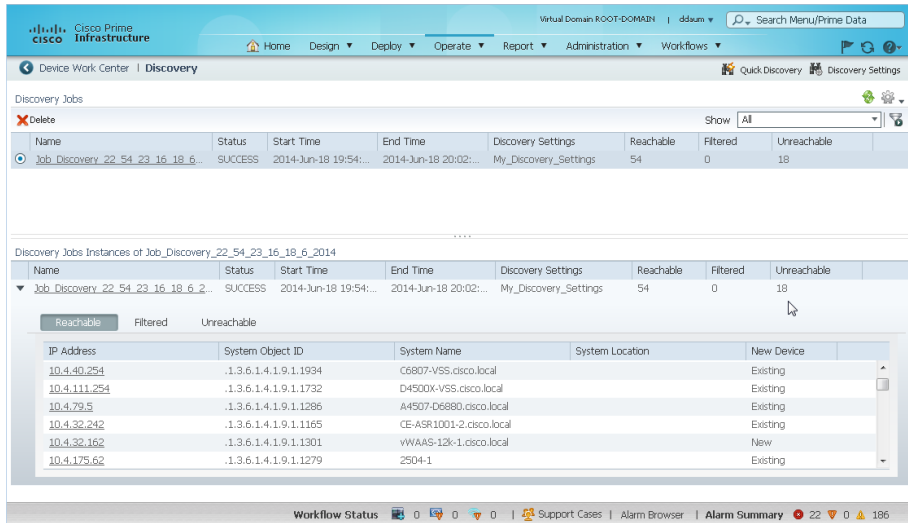 Virtual Domain ROOT-DOMAIN | ddaum
Search Menu/Prime Data
cisco Cisco Prime
Infrastructure
Home Design Deploy Operate Report Administration Workflows
Device Work Center | Discovery
Quick Discovery Discovery Settings
Discovery Jobs
Delete
Show All
Name Status Start Time End Time Discovery Settings Reachable Filtered Unreachable
Job_Discovery_22_54_23_16_18_6... SUCCESS 2014-Jun-18 19:54:... 2014-Jun-18 20:02:... My_Discovery_Settings 54 0 18
Discovery Jobs Instances of Job_Discovery_22_54_23_16_18_6_2014
Name Status Start Time End Time Discovery Settings Reachable Filtered Unreachable
Job_Discovery_22_54_23_16_18_6_2... SUCCESS 2014-Jun-18 19:54:... 2014-Jun-18 20:02:... My_Discovery_Settings 54 0 18
Reachable Filtered Unreachable
IP Address System Object ID System Name System Location New Device
10.4.40.254 .1.3.6.1.4.1.9.1.1934 C6807-VSS.cisco.local Existing
10.4.111.254 .1.3.6.1.4.1.9.1.1732 D4500X-VSS.cisco.local Existing
10.4.79.5 .1.3.6.1.4.1.9.1.1286 A4507-D6880.cisco.local Existing
10.4.32.242 .1.3.6.1.4.1.9.1.1165 CE-ASR1001-2.cisco.local Existing
10.4.32.162 .1.3.6.1.4.1.9.1.1301 vWAAS-12k-1.cisco.local New
10.4.175.62 .1.3.6.1.4.1.9.1.1279 2504-1 Existing
Workflow Status 0 0 0 | Support Cases | Alarm Browser | Alarm Summary 22 0 186